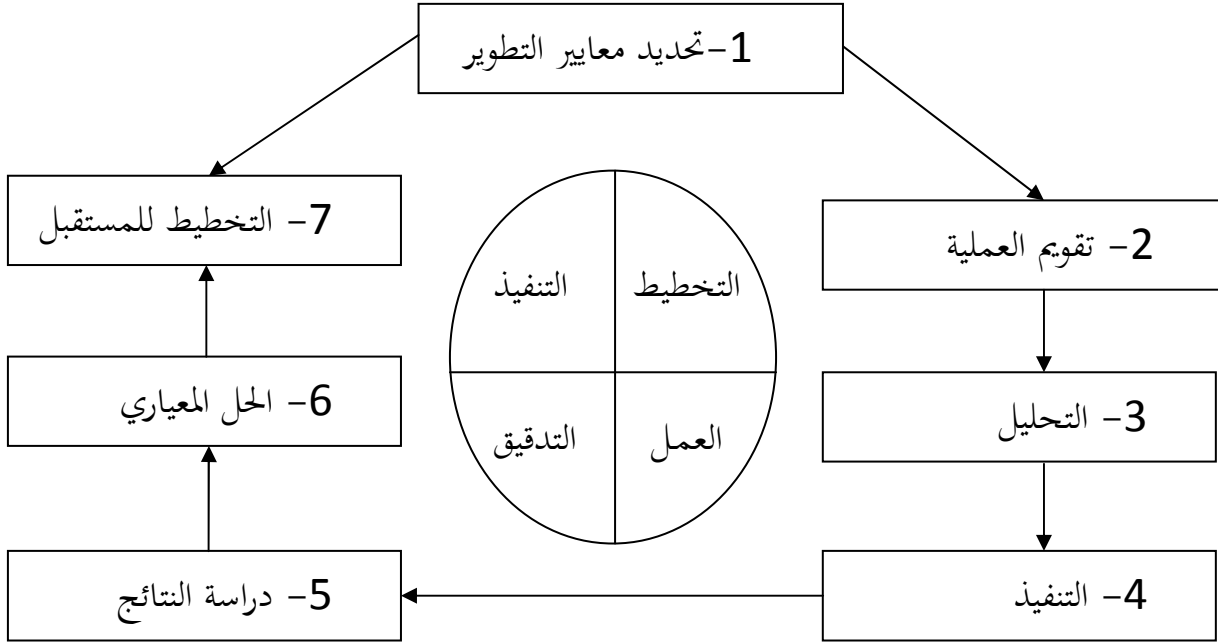 1-تحديد معايير التطوير
2- تقويم العملية
3- التحليل
4- التنفيذ
5- دراسة النتائج
6- الحل المعياري
7- التخطيط للمستقبل
التخطيط
التنفيذ
العمل
التدقيق